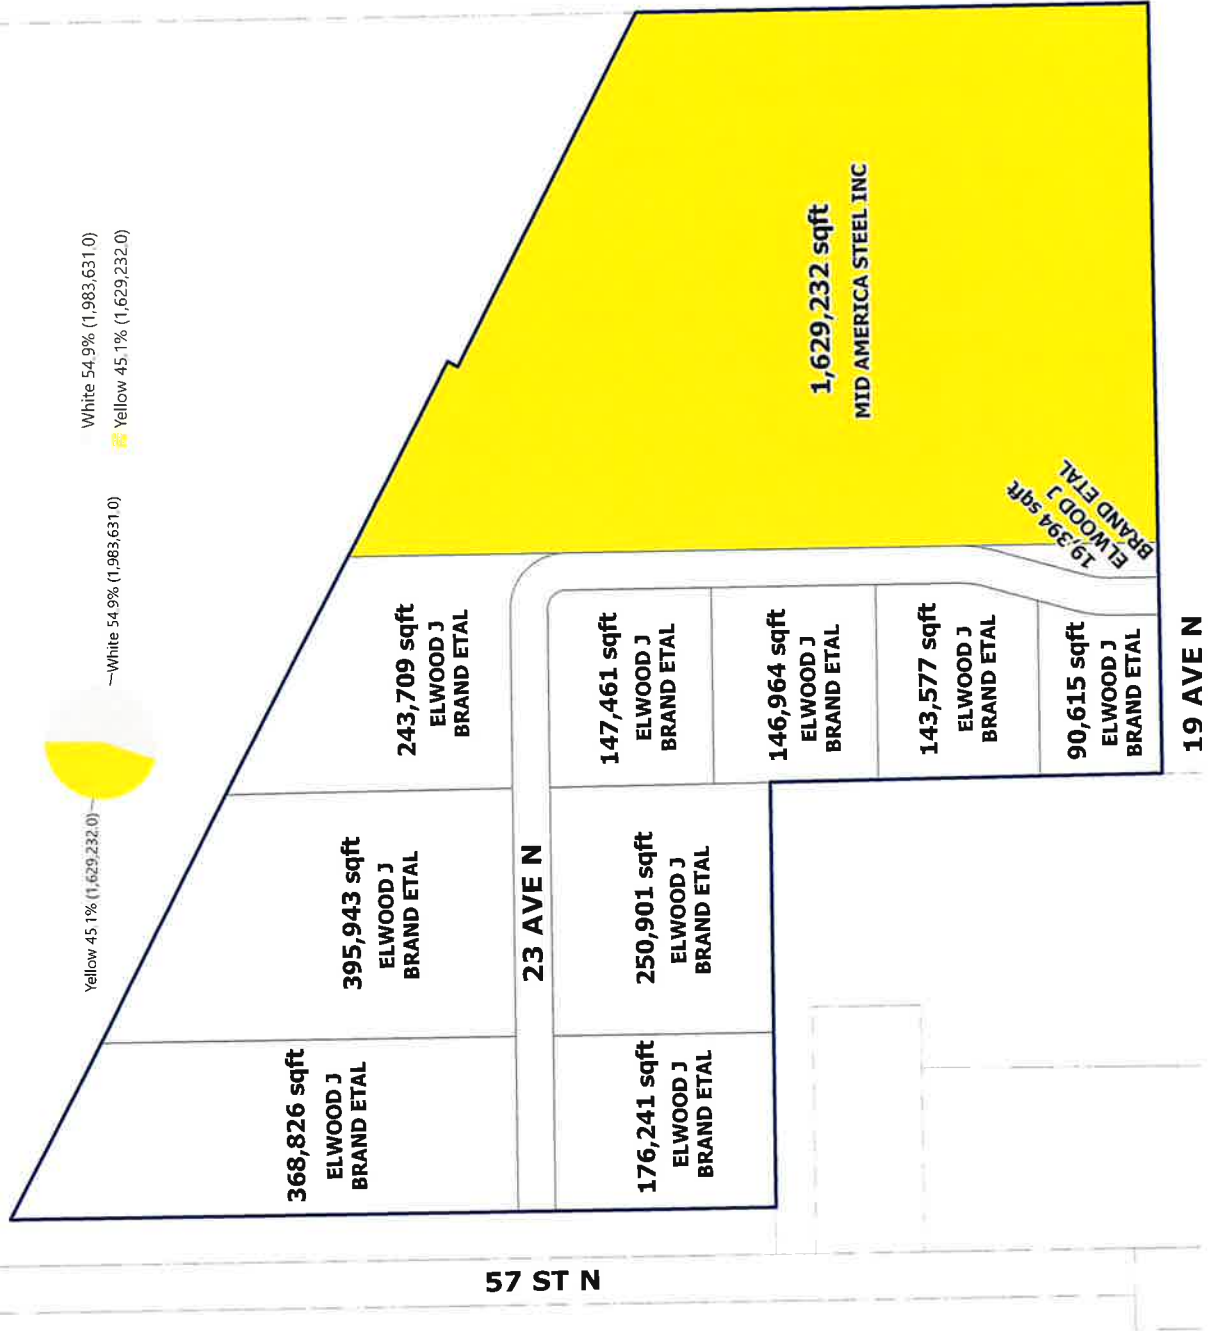 White 54.9% (1,983,631.0)
Yellow 45.1% (1,629,232.0)
White 54.9% (1,983,631.0)
Yellow 45.1% (1,629,232.0)
1,629,232 sqft
MID AMERICA STEEL INC
19,394 sqft
ELWOOD J
BRAND ETAL
243,709 sqft
ELWOOD J
BRAND ETAL
147,461 sqft
ELWOOD J
BRAND ETAL
146,964 sqft
ELWOOD J
BRAND ETAL
143,577 sqft
ELWOOD J
BRAND ETAL
90,615 sqft
ELWOOD J
BRAND ETAL
19 AVE N
395,943 sqft
ELWOOD J
BRAND ETAL
23 AVE N
250,901 sqft
ELWOOD J
BRAND ETAL
368,826 sqft
ELWOOD J
BRAND ETAL
176,241 sqft
ELWOOD J
BRAND ETAL
57 ST N